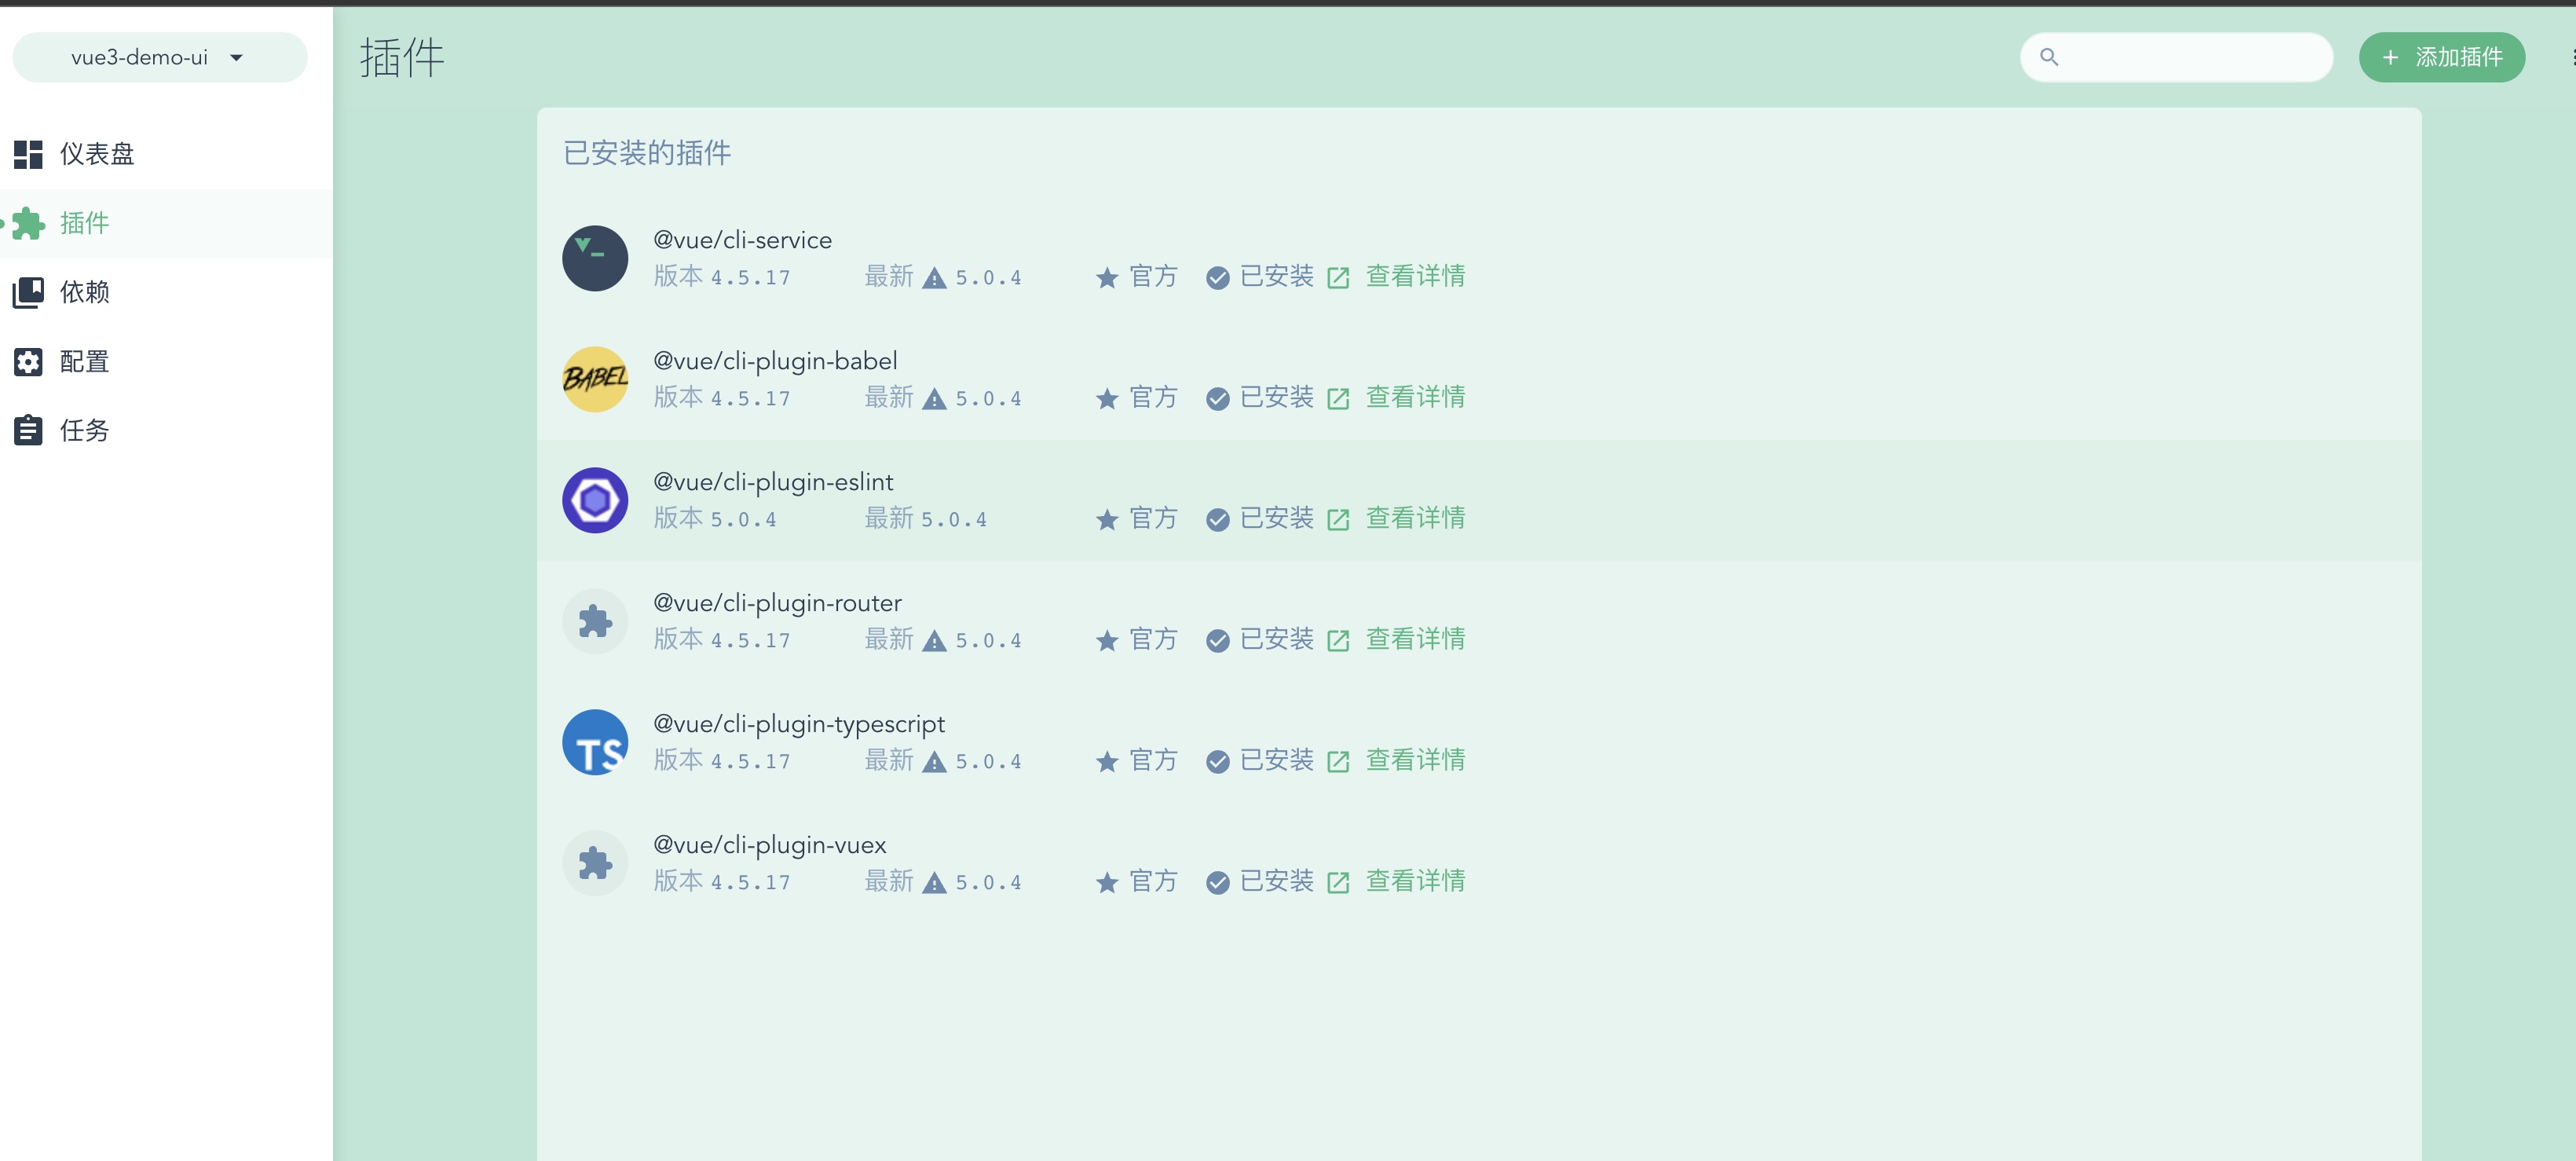 vue3-demo-ui
仪表盘
插件
依赖
配置
任务
插件
添加插件
已安装的插件
@vue/cli-service
版本 4.5.17 最新 5.0.4 官方 已安装 查看详情
BABEL
@vue/cli-plugin-babel
版本 4.5.17 最新 5.0.4 官方 已安装 查看详情
@vue/cli-plugin-eslint
版本 5.0.4 最新 5.0.4 官方 已安装 查看详情
@vue/cli-plugin-router
版本 4.5.17 最新 5.0.4 官方 已安装 查看详情
TS
@vue/cli-plugin-typescript
版本 4.5.17 最新 5.0.4 官方 已安装 查看详情
@vue/cli-plugin-vuex
版本 4.5.17 最新 5.0.4 官方 已安装 查看详情